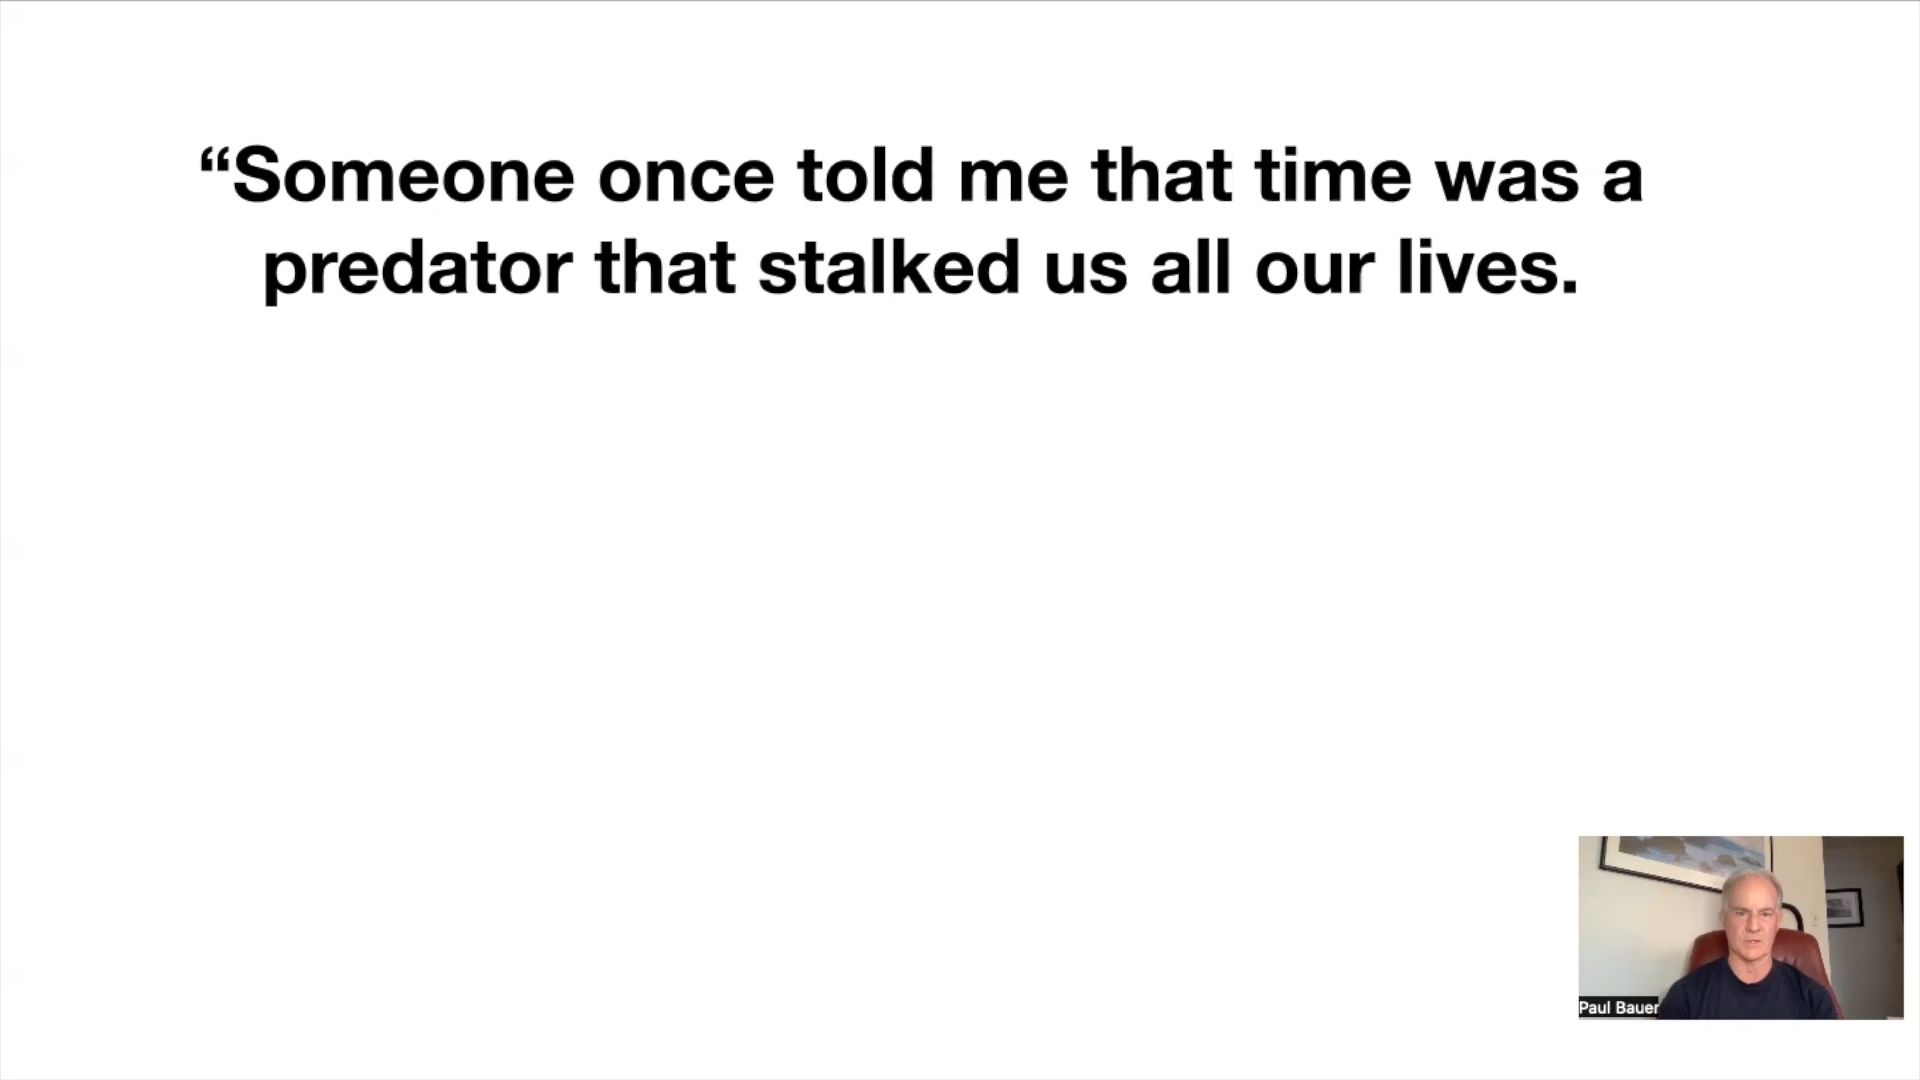 “Someone once told me that time was a
predator that stalked us all our lives.
Paul Bauer